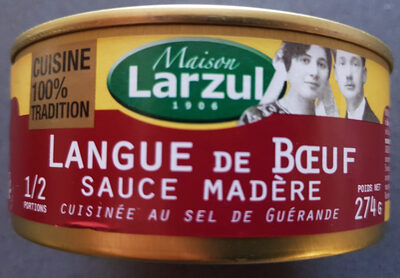 CUISINE
100%
TRADITION
Maison
Larzul
1906
LANGUE DE BŒUF
SAUCE MADÈRE
CUISINÉE AU SEL DE GUÉRANDE
1/2
PORTIONS
POIDS NET
274 G